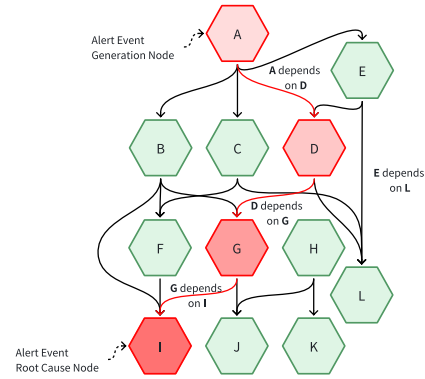 A
Alert Event
Generation Node
E
A depends
on D
B
C
D
E depends
on L
D depends
on G
F
G
H
G depends
on I
L
I
J
K
Alert Event
Root Cause Node